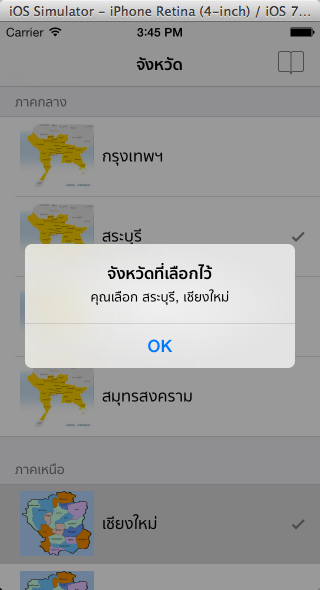 iOS Simulator - iPhone Retina (4-inch) / iOS 7...
Carrier 3:45 PM
จังหวัด
ภาคกลาง
กรุงเทพฯ
สระบุรี
จังหวัดที่เลือกไว้
คุณเลือก สระบุรี, เชียงใหม่
OK
สมุทรสงคราม
ภาคเหนือ
เชียงใหม่